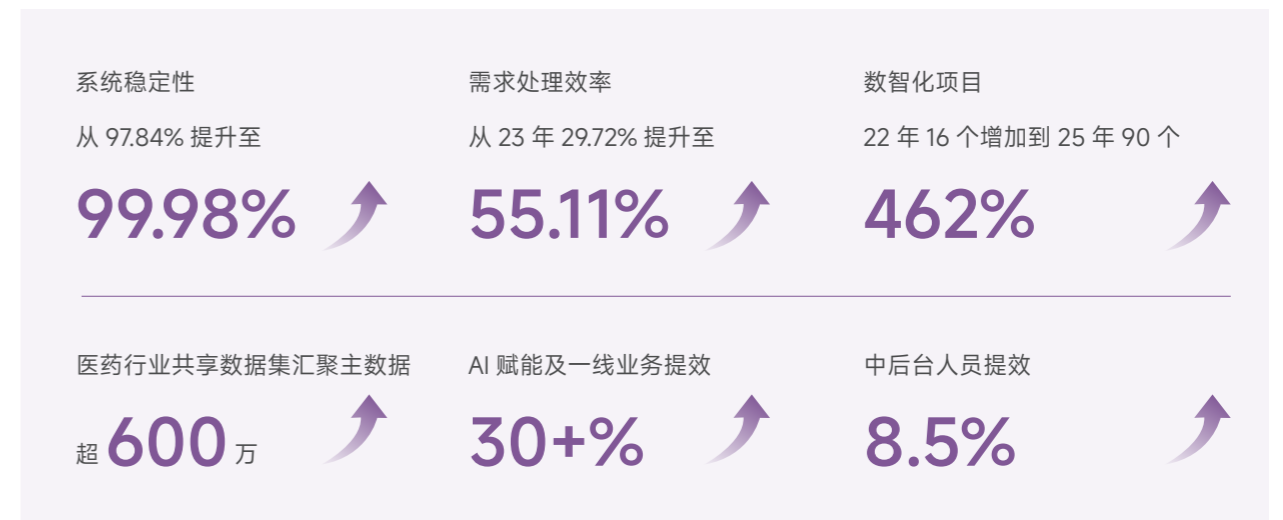 系统稳定性
从 97.84% 提升至
99.98%
需求处理效率
从 23 年 29.72% 提升至
55.11%
数智化项目
22 年 16 个增加到 25 年 90 个
462%
医药行业共享数据集汇聚主数据
超 600 万
AI 赋能及一线业务提效
30+%
中后台人员提效
8.5%